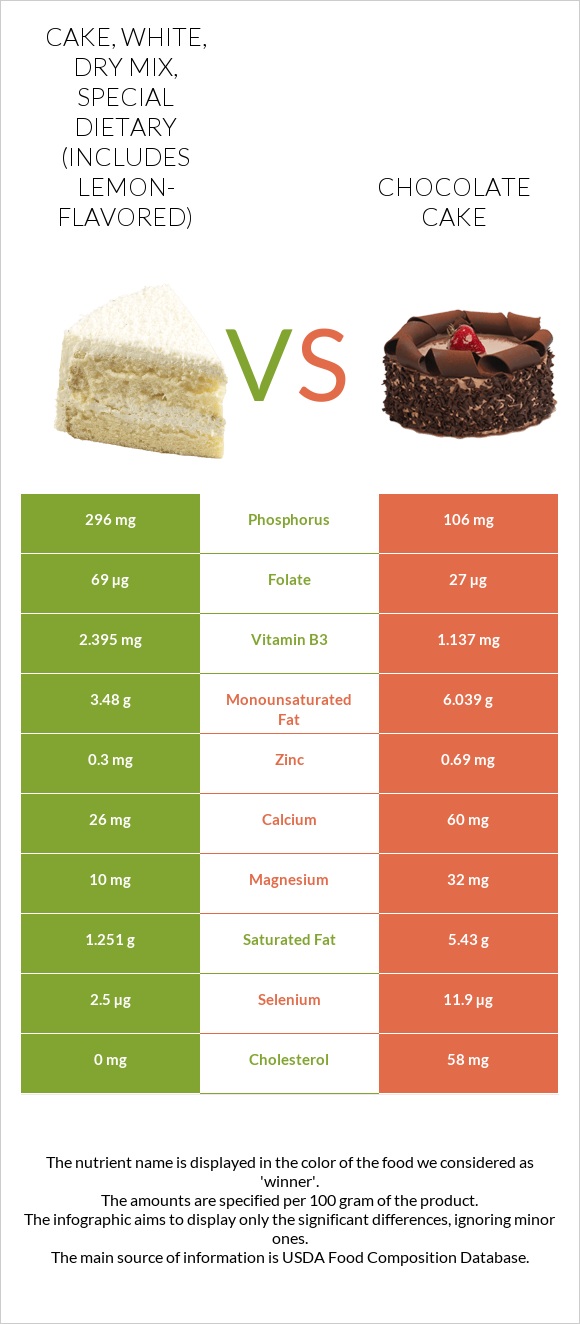 CAKE, WHITE,
DRY MIX,
SPECIAL
DIETARY
(INCLUDES
LEMON-
FLAVORED)
CHOCOLATE
CAKE
VS
296 mg Phosphorus 106 mg
69 µg Folate 27 µg
2.395 mg Vitamin B3 1.137 mg
3.48 g Monounsaturated 6.039 g
Fat
0.3 mg Zinc 0.69 mg
26 mg Calcium 60 mg
10 mg Magnesium 32 mg
1.251 g Saturated Fat 5.43 g
2.5 µg Selenium 11.9 µg
0 mg Cholesterol 58 mg
The nutrient name is displayed in the color of the food we considered as
'winner'.
The amounts are specified per 100 gram of the product.
The infographic aims to display only the significant differences, ignoring minor
ones.
The main source of information is USDA Food Composition Database.